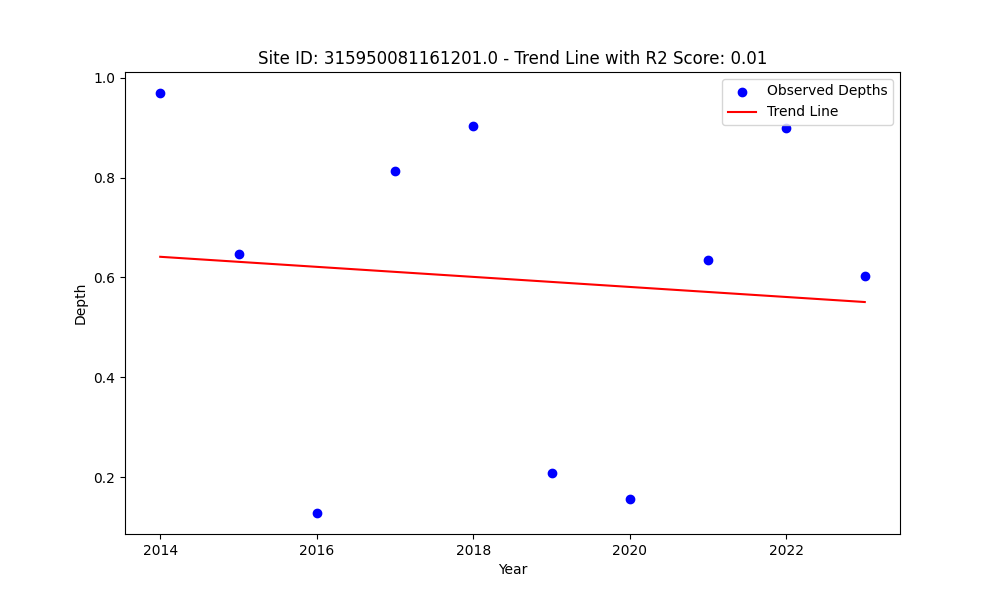 Site ID: 315950081161201.0 - Trend Line with R2 Score: 0.01
Observed Depths
Trend Line
1.0
0.8
0.6
0.4
0.2
Depth
2014
2016
2018
2020
2022
Year